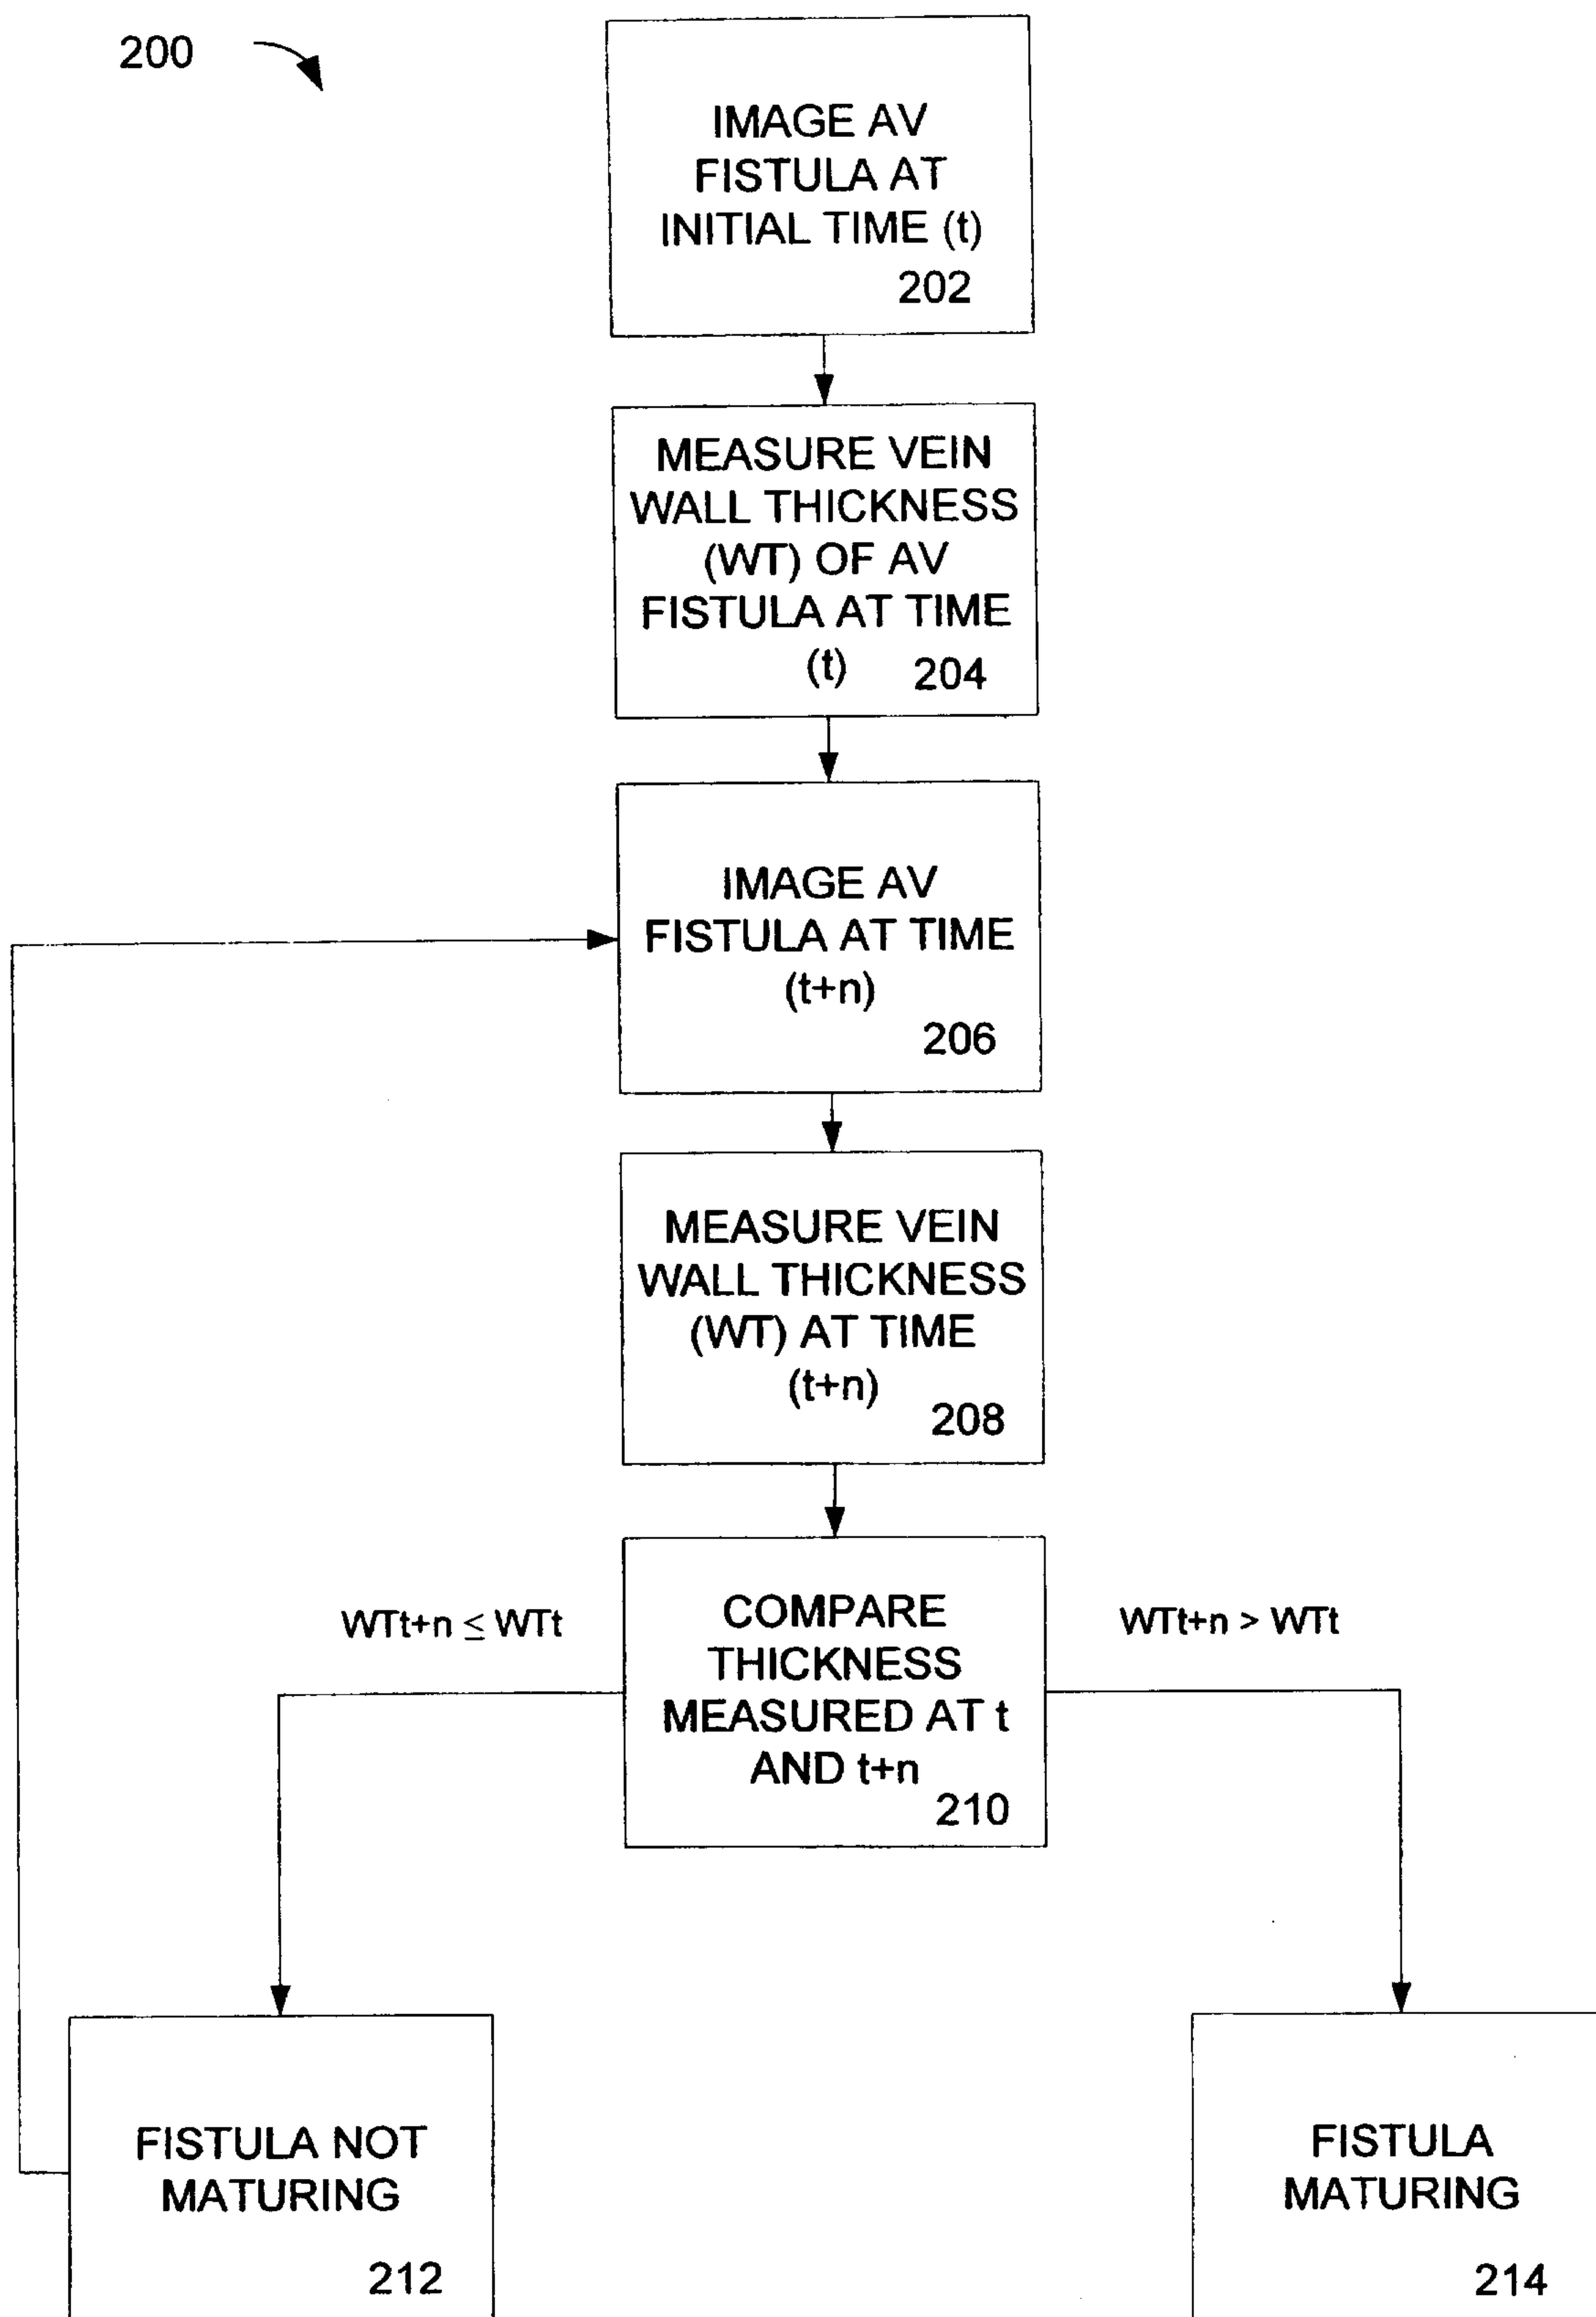 200
IMAGE AV
FISTULA AT
INITIAL TIME (t)
202
MEASURE VEIN
WALL THICKNESS
(WT) OF AV
FISTULA AT TIME
(t) 204
IMAGE AV
FISTULA AT TIME
(t+n)
206
MEASURE VEIN
WALL THICKNESS
(WT) AT TIME
(t+n)
208
WTt+n ≤ WTt
COMPARE
THICKNESS
MEASURED AT t
AND t+n
210
WTt+n > WTt
FISTULA NOT
MATURING
212
FISTULA
MATURING
214